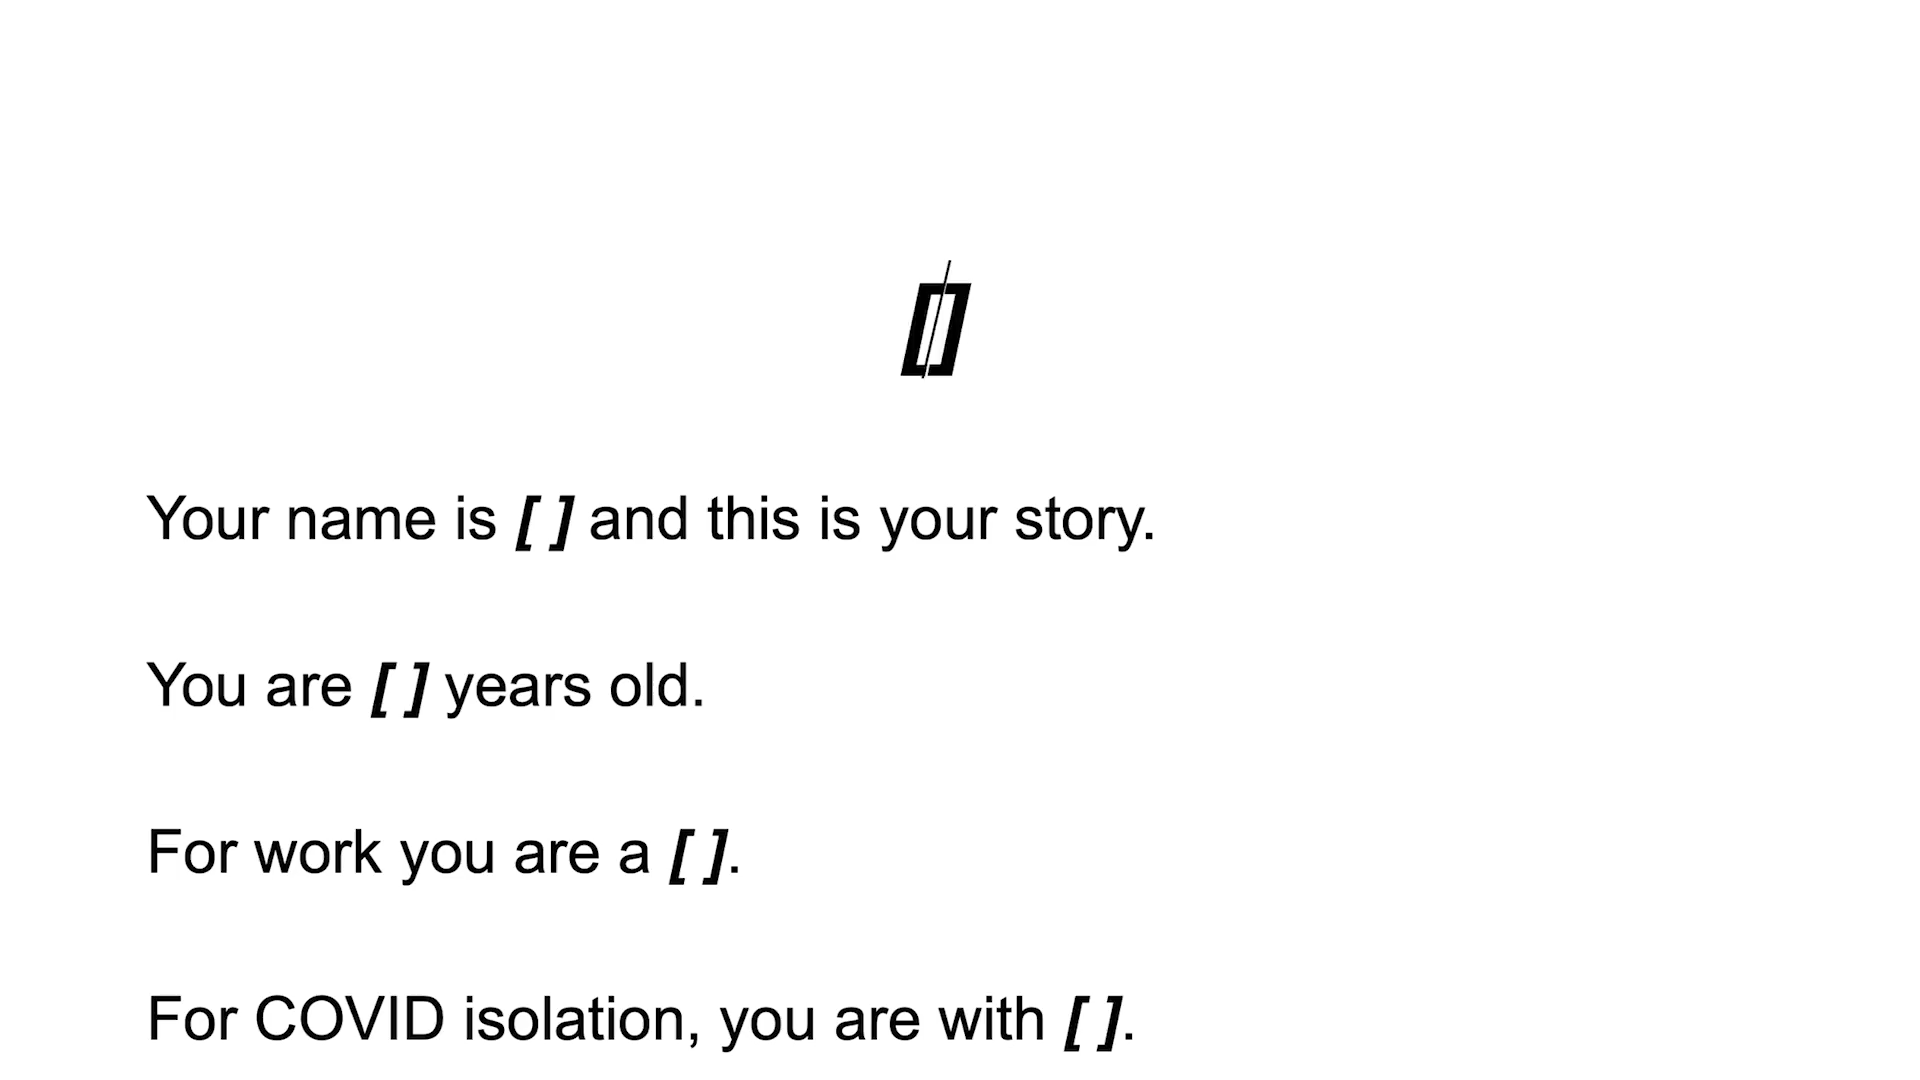 [/]
Your name is [ ] and this is your story.
You are [ ] years old.
For work you are a [ ].
For COVID isolation, you are with [ ].